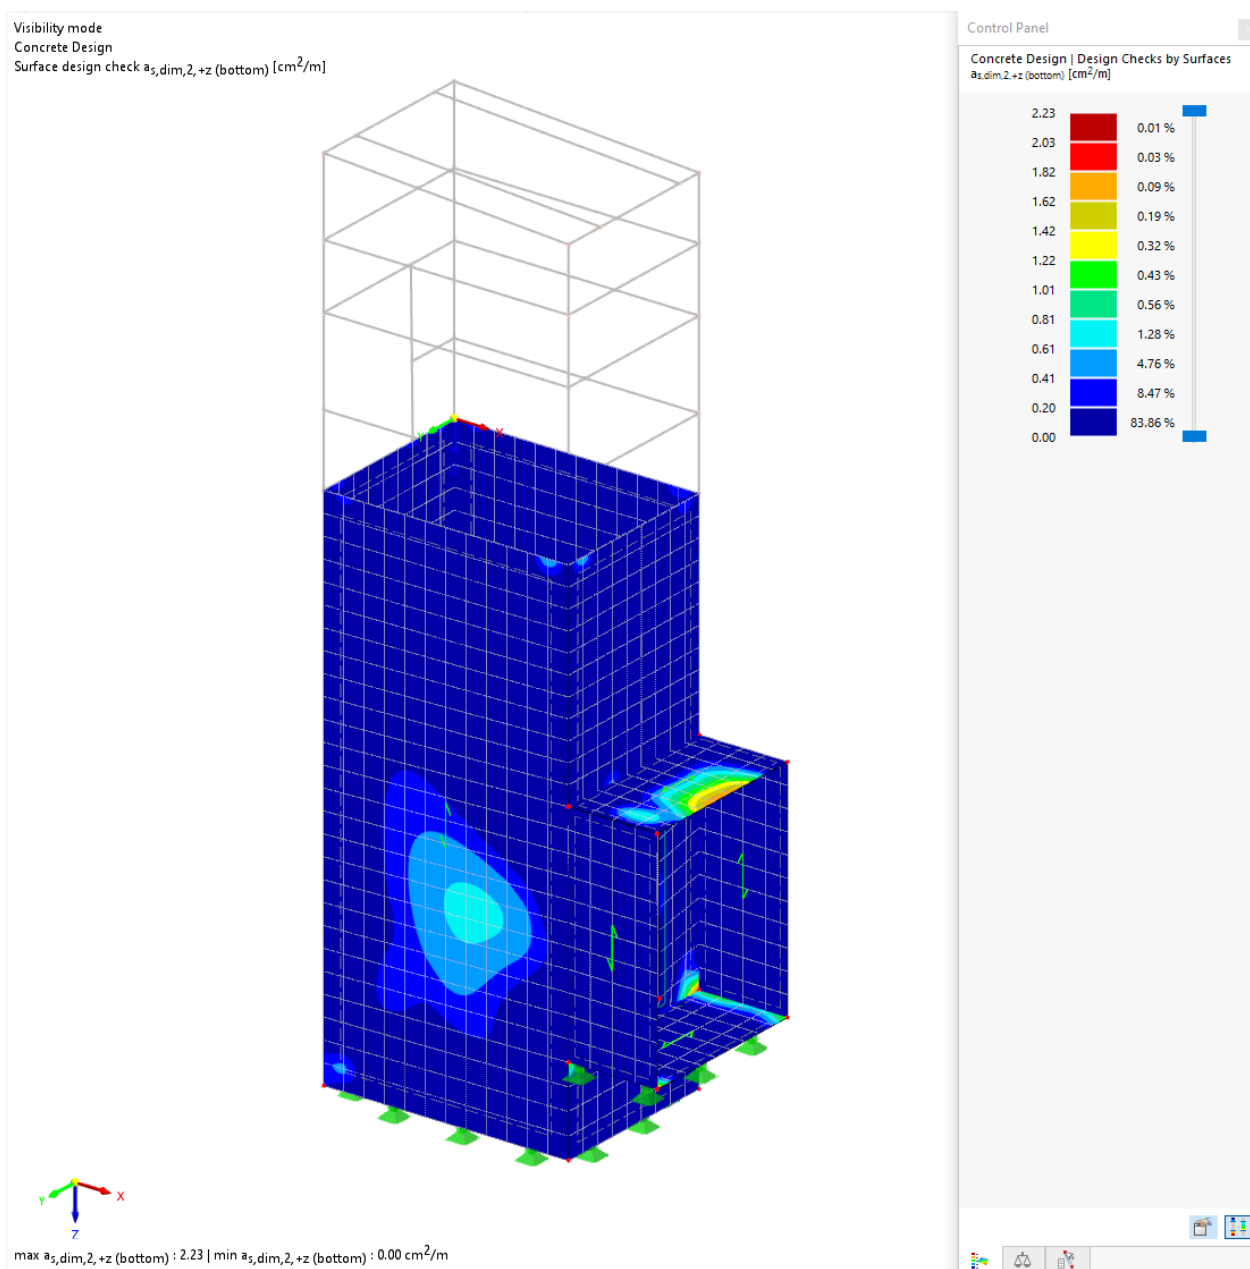 Visibility mode
Concrete Design
Surface design check as,dim,2,+z (bottom) [cm²/m]
Control Panel
Concrete Design | Design Checks by Surfaces
as,dim,2,+z (bottom) [cm²/m]
2.23
0.01 %
2.03
0.03 %
1.82
0.09 %
1.62
0.19 %
1.42
0.32 %
1.22
0.43 %
1.01
0.56 %
0.81
1.28 %
0.61
4.76 %
0.41
8.47 %
0.20
83.86 %
0.00
Y
X
Y
X
Z
max as,dim,2,+z (bottom) : 2.23 | min as,dim,2,+z (bottom) : 0.00 cm²/m